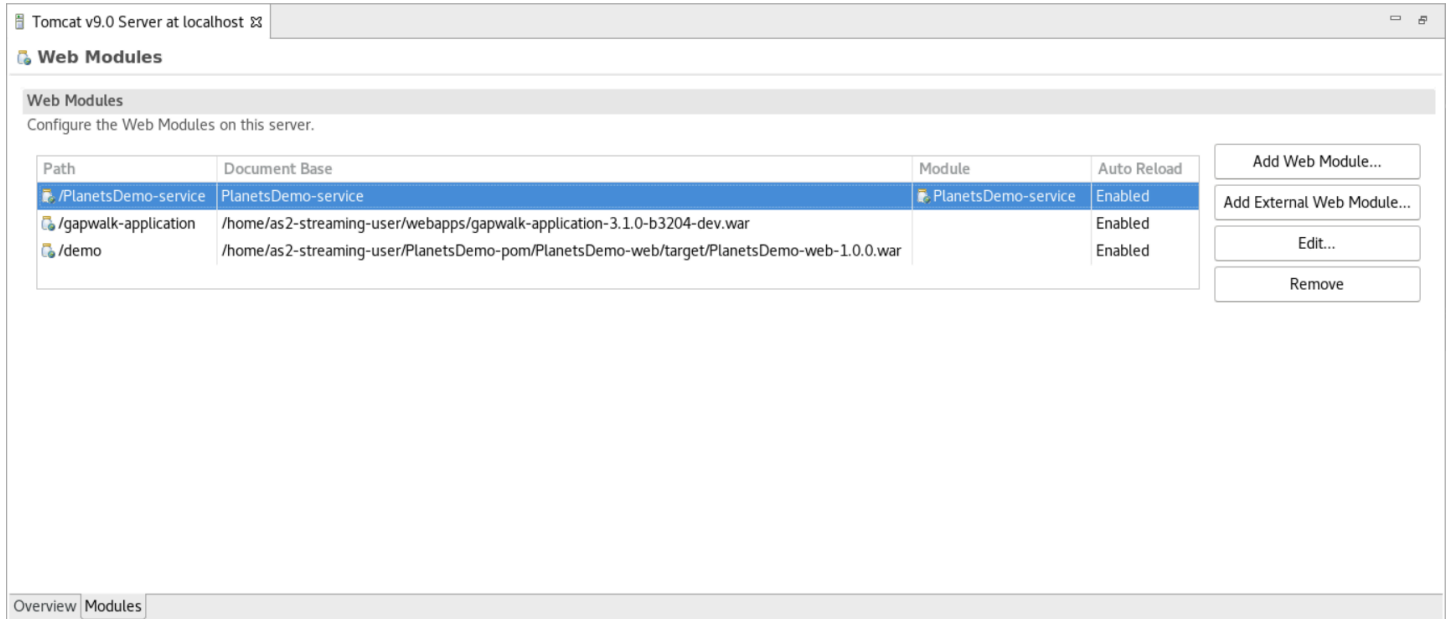 Tomcat v9.0 Server at localhost
Web Modules
Web Modules
Configure the Web Modules on this server.
Path Document Base Module Auto Reload
/PlanetsDemo-service PlanetsDemo-service PlanetsDemo-service Enabled
/gapwalk-application /home/as2-streaming-user/webapps/gapwalk-application-3.1.0-b3204-dev.war Enabled
/demo /home/as2-streaming-user/PlanetsDemo-pom/PlanetsDemo-web/target/PlanetsDemo-web-1.0.0.war Enabled
Add Web Module...
Add External Web Module...
Edit...
Remove
Overview Modules